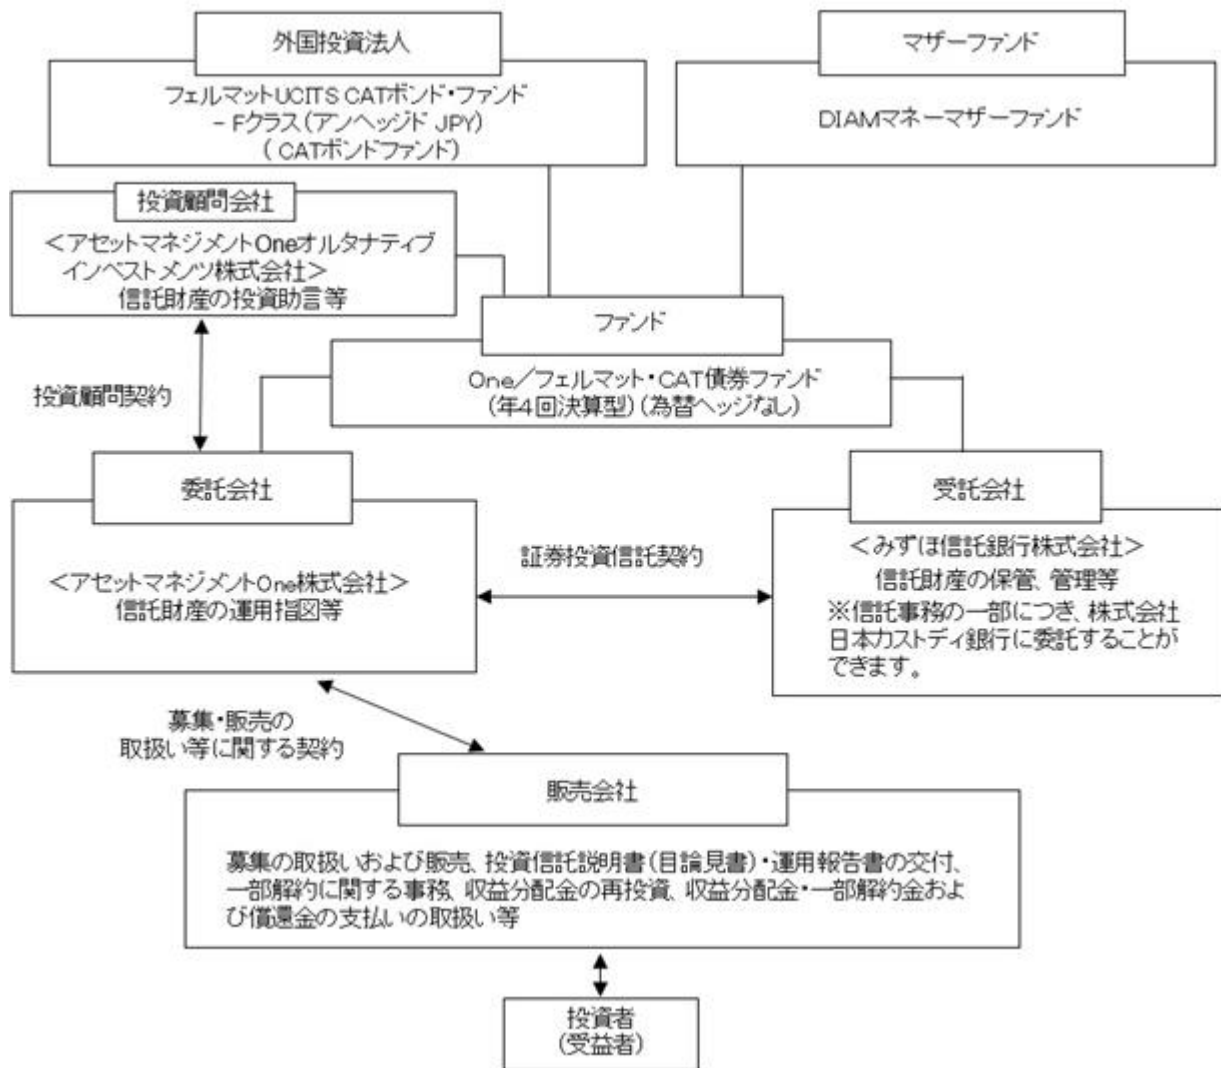 外国投資法人
フェルマットUCITS CATボンド・ファンド
－Fクラス(アンヘッジド JPY)
( CATボンドファンド)
マザーファンド
DIAMマネーマザーファンド
投資顧問会社
＜アセットマネジメントOneオルタナティブ
インベストメンツ株式会社＞
信託財産の投資助言等
ファンド
One／フェルマット・CAT債券ファンド
(年4回決算型)(為替ヘッジなし)
投資顧問契約
委託会社
＜アセットマネジメントOne株式会社＞
信託財産の運用指図等
証券投資信託契約
受託会社
＜みずほ信託銀行株式会社＞
信託財産の保管、管理等
※信託事務の一部につき、株式会社
日本カストディ銀行に委託することが
できます。
募集・販売の
取扱い等に関する契約
販売会社
募集の取扱いおよび販売、投資信託説明書(目論見書)・運用報告書の交付、
一部解約に関する事務、収益分配金の再投資、収益分配金・一部解約金およ
び償還金の支払いの取扱い等
投資者
(受益者)